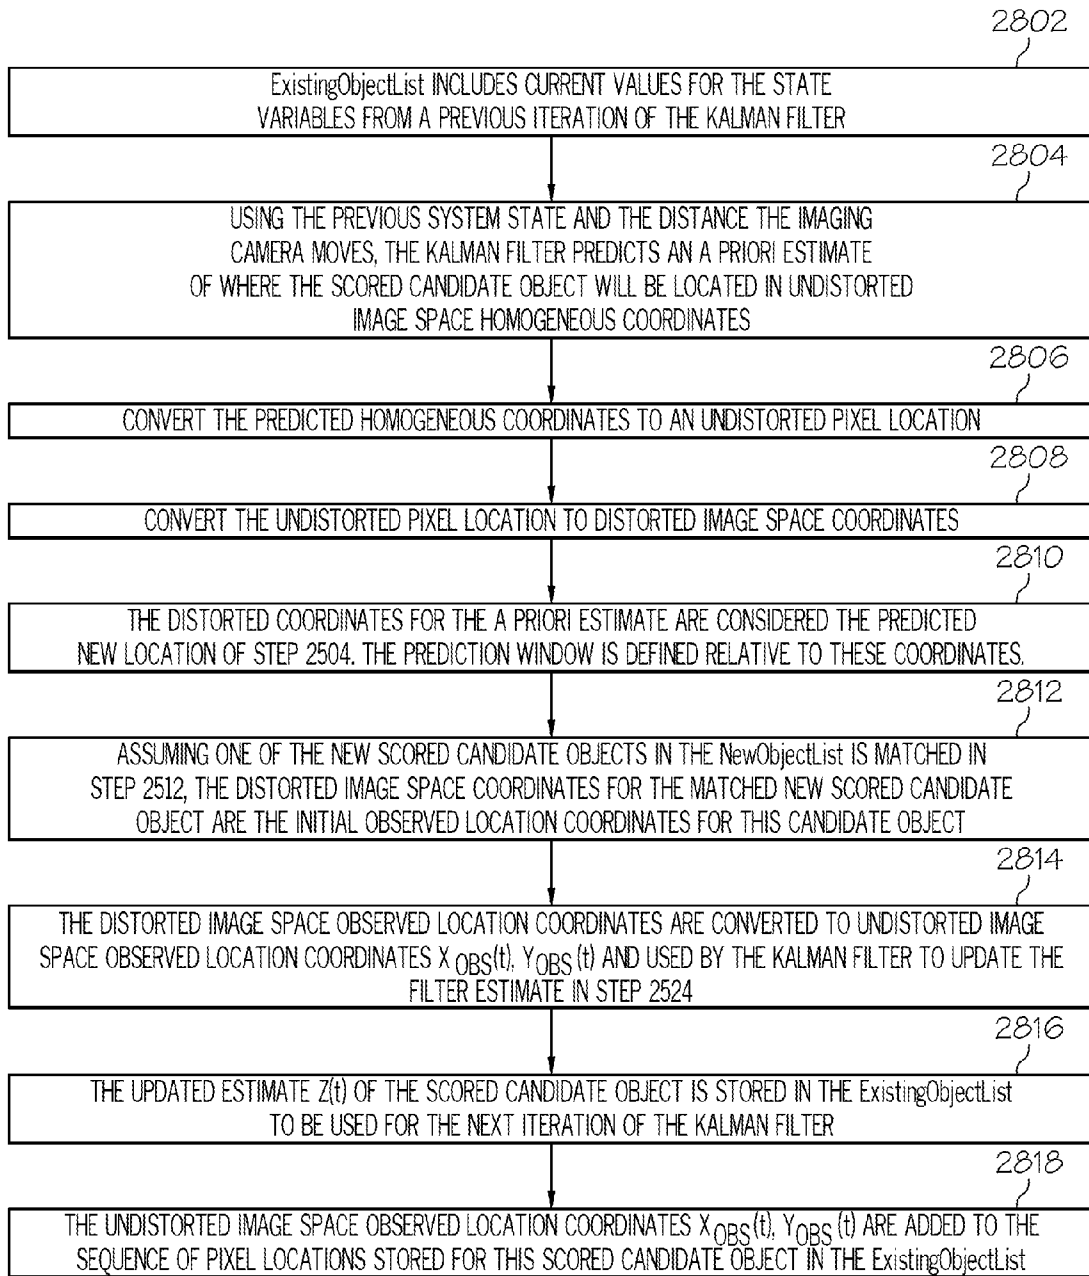 2802
ExistingObjectList INCLUDES CURRENT VALUES FOR THE STATE
VARIABLES FROM A PREVIOUS ITERATION OF THE KALMAN FILTER
2804
USING THE PREVIOUS SYSTEM STATE AND THE DISTANCE THE IMAGING
CAMERA MOVES, THE KALMAN FILTER PREDICTS AN A PRIORI ESTIMATE
OF WHERE THE SCORED CANDIDATE OBJECT WILL BE LOCATED IN UNDISTORTED
IMAGE SPACE HOMOGENEOUS COORDINATES
2806
CONVERT THE PREDICTED HOMOGENEOUS COORDINATES TO AN UNDISTORTED PIXEL LOCATION
2808
CONVERT THE UNDISTORTED PIXEL LOCATION TO DISTORTED IMAGE SPACE COORDINATES
2810
THE DISTORTED COORDINATES FOR THE A PRIORI ESTIMATE ARE CONSIDERED THE PREDICTED
NEW LOCATION OF STEP 2504. THE PREDICTION WINDOW IS DEFINED RELATIVE TO THESE COORDINATES.
2812
ASSUMING ONE OF THE NEW SCORED CANDIDATE OBJECTS IN THE NewObjectList IS MATCHED IN
STEP 2512, THE DISTORTED IMAGE SPACE COORDINATES FOR THE MATCHED NEW SCORED CANDIDATE
OBJECT ARE THE INITIAL OBSERVED LOCATION COORDINATES FOR THIS CANDIDATE OBJECT
2814
THE DISTORTED IMAGE SPACE OBSERVED LOCATION COORDINATES ARE CONVERTED TO UNDISTORTED IMAGE
SPACE OBSERVED LOCATION COORDINATES X OBS(t), Y OBS (t) AND USED BY THE KALMAN FILTER TO UPDATE THE
FILTER ESTIMATE IN STEP 2524
2816
THE UPDATED ESTIMATE Z(t) OF THE SCORED CANDIDATE OBJECT IS STORED IN THE ExistingObjectList
TO BE USED FOR THE NEXT ITERATION OF THE KALMAN FILTER
2818
THE UNDISTORTED IMAGE SPACE OBSERVED LOCATION COORDINATES X OBS(t), Y OBS (t) ARE ADDED TO THE
SEQUENCE OF PIXEL LOCATIONS STORED FOR THIS SCORED CANDIDATE OBJECT IN THE ExistingObjectList